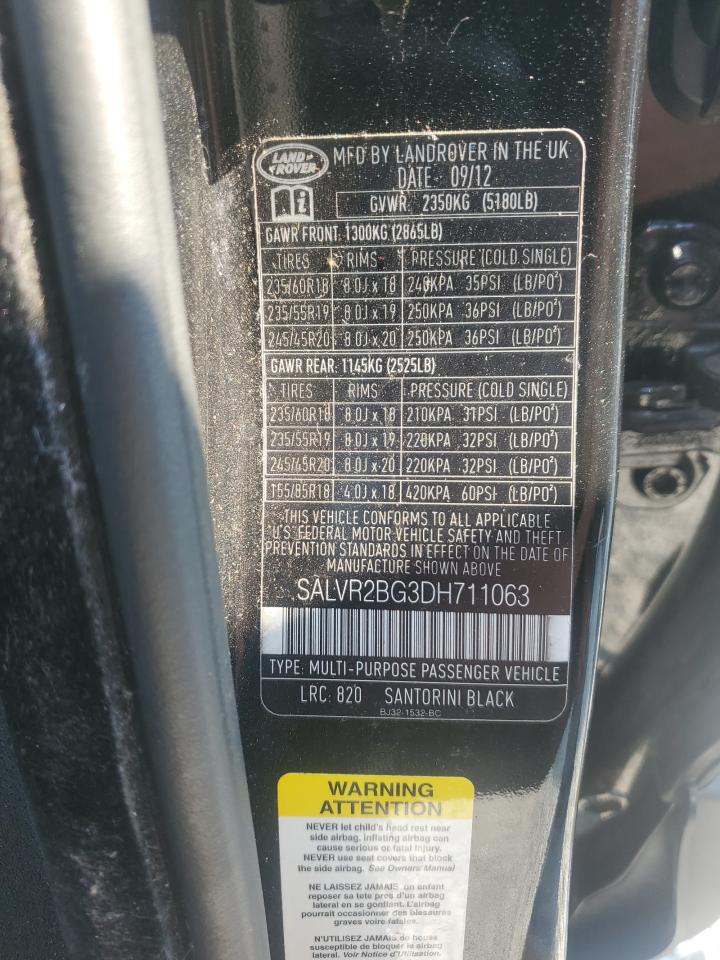 LAND ROVER
MFD BY LANDROVER IN THE UK
DATE 09/12
GVWR 2350KG (5180LB)
GAWR FRONT. 1300KG (2865LB)
TIRES RIMS PRESSURE (COLD SINGLE)
235/60R18 8.0J x 18 240KPA 35PSI (LB/PO²)
235/55R19 8.0J x 19 250KPA 36PSI (LB/PO²)
245/45R20 8.0J x 20 250KPA 36PSI (LB/PO²)
GAWR REAR. 1145KG (2525LB)
TIRES RIMS PRESSURE (COLD SINGLE)
235/60R18 8.0J x 18 210KPA 31PSI (LB/PO²)
235/55R19 8.0J x 19 220KPA 32PSI (LB/PO²)
245/45R20 8.0J x 20 220KPA 32PSI (LB/PO²)
155/85R18 4.0J x 18 420KPA 60PSI (LB/PO²)
THIS VEHICLE CONFORMS TO ALL APPLICABLE
U.S. FEDERAL MOTOR VEHICLE SAFETY AND THEFT
PREVENTION STANDARDS IN EFFECT ON THE DATE OF
MANUFACTURE SHOWN ABOVE
SALVR2BG3DH711063
TYPE: MULTI-PURPOSE PASSENGER VEHICLE
LRC: 820 SANTORINI BLACK
BJ32-1532-BC
WARNING
ATTENTION
NEVER let child's head rest near
side airbag. Inflating airbag can
cause serious or fatal injury.
NEVER use seat covers that block
the side airbag. See Owners Manual
NE LAISSEZ JAMAIS un enfant
reposer sa tete pres d'un airbag
lateral en se gonflant. L'airbag
pourrait occasionner des blessures
graves voire fatales.
N'UTILISEZ JAMAIS de houss
susceptible de bloquer le airbag
lateral. Voir Notice d'Utilisation